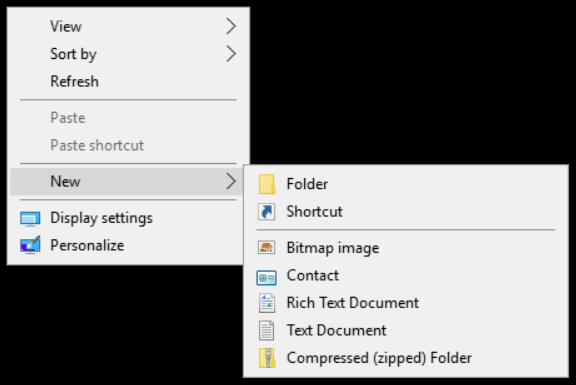 View
Sort by
Refresh
Paste
Paste shortcut
New
Display settings
Personalize
Folder
Shortcut
Bitmap image
Contact
Rich Text Document
Text Document
Compressed (zipped) Folder